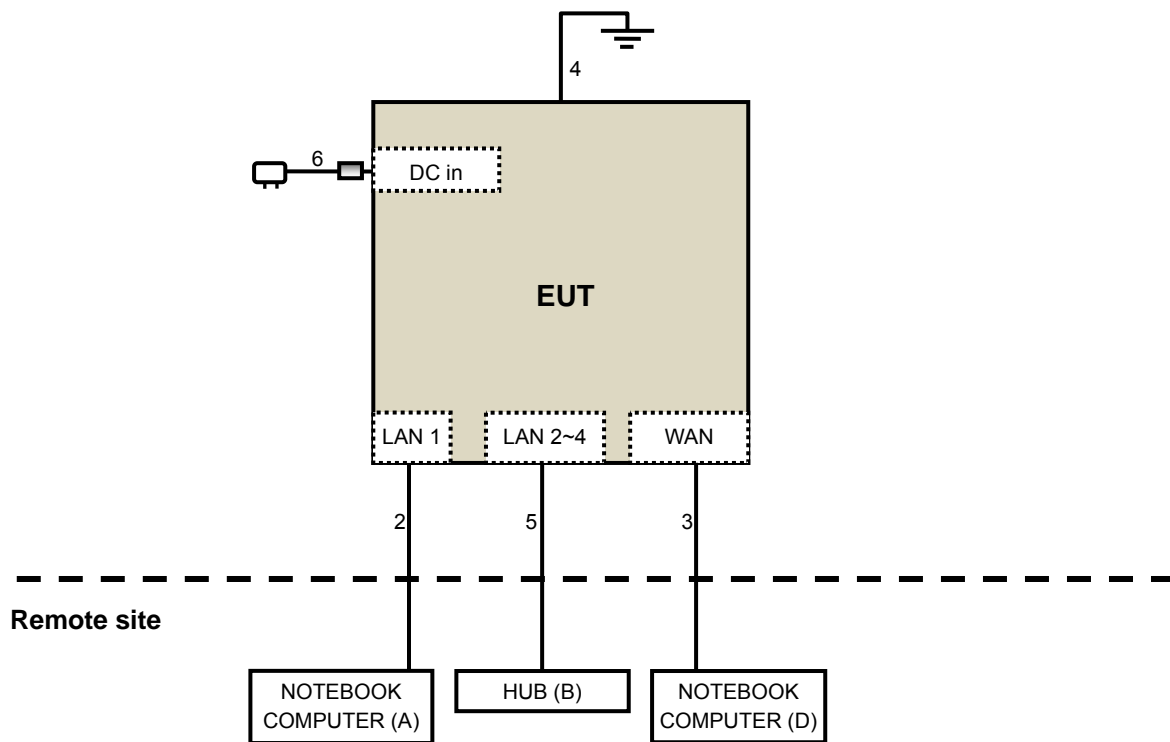 4
6
DC in
EUT
LAN 1
LAN 2~4
WAN
2
5
3
Remote site
NOTEBOOK
COMPUTER (A)
HUB (B)
NOTEBOOK
COMPUTER (D)